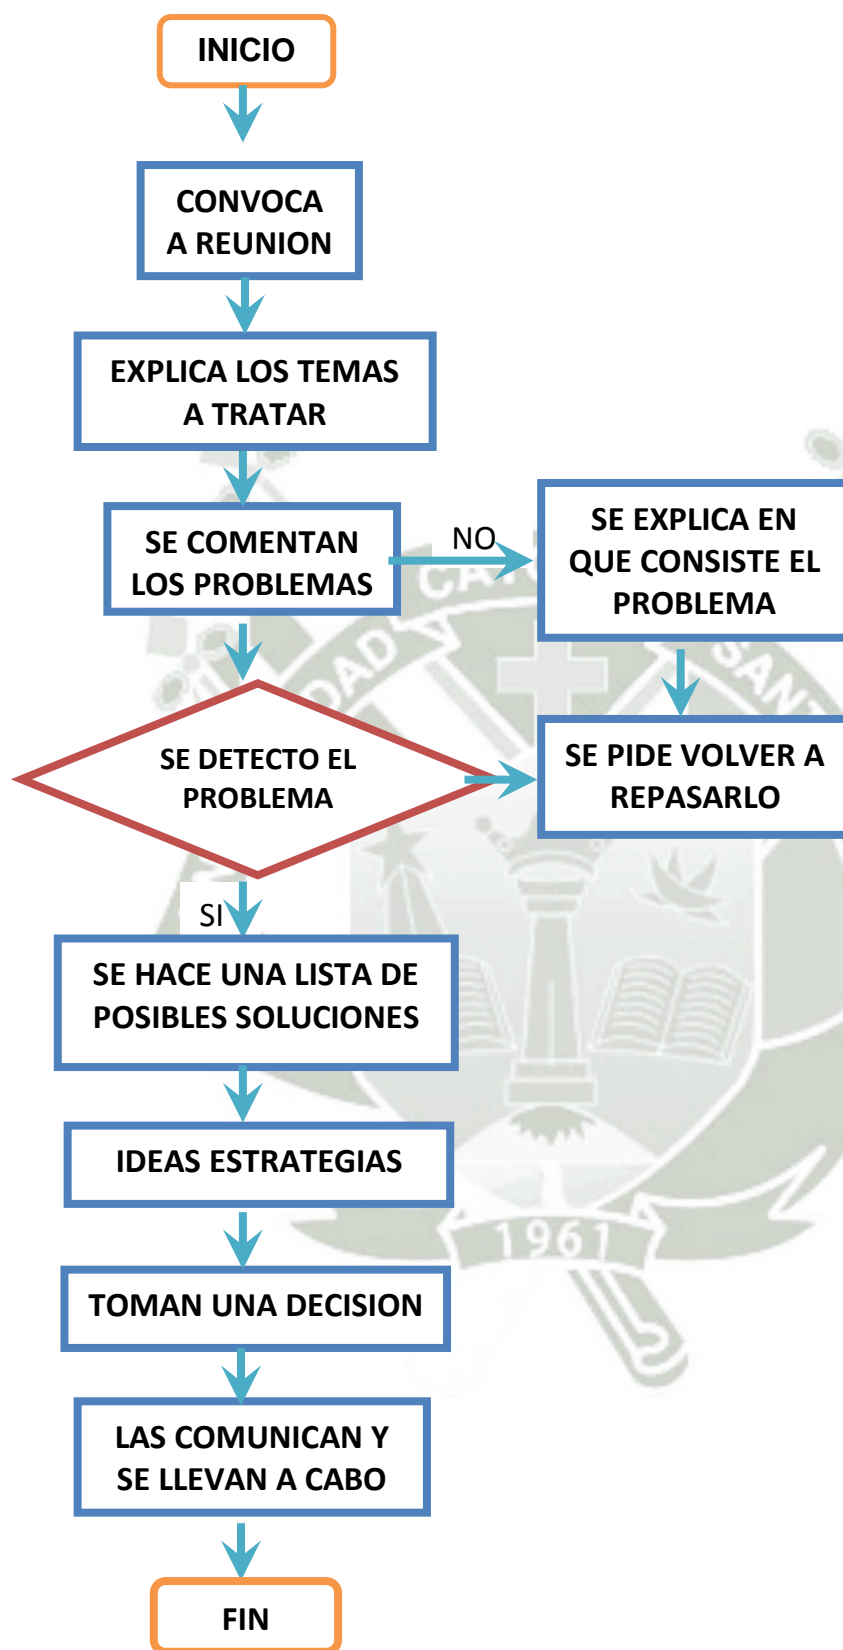 INICIO
CONVOCA
A REUNION
EXPLICA LOS TEMAS
A TRATAR
SE COMENTAN
LOS PROBLEMAS
NO
SE EXPLICA EN
QUE CONSISTE EL
PROBLEMA
SE DETECTO EL
PROBLEMA
SE PIDE VOLVER A
REPASARLO
SI
SE HACE UNA LISTA DE
POSIBLES SOLUCIONES
IDEAS ESTRATEGIAS
1961
TOMAN UNA DECISION
LAS COMUNICAN Y
SE LLEVAN A CABO
FIN